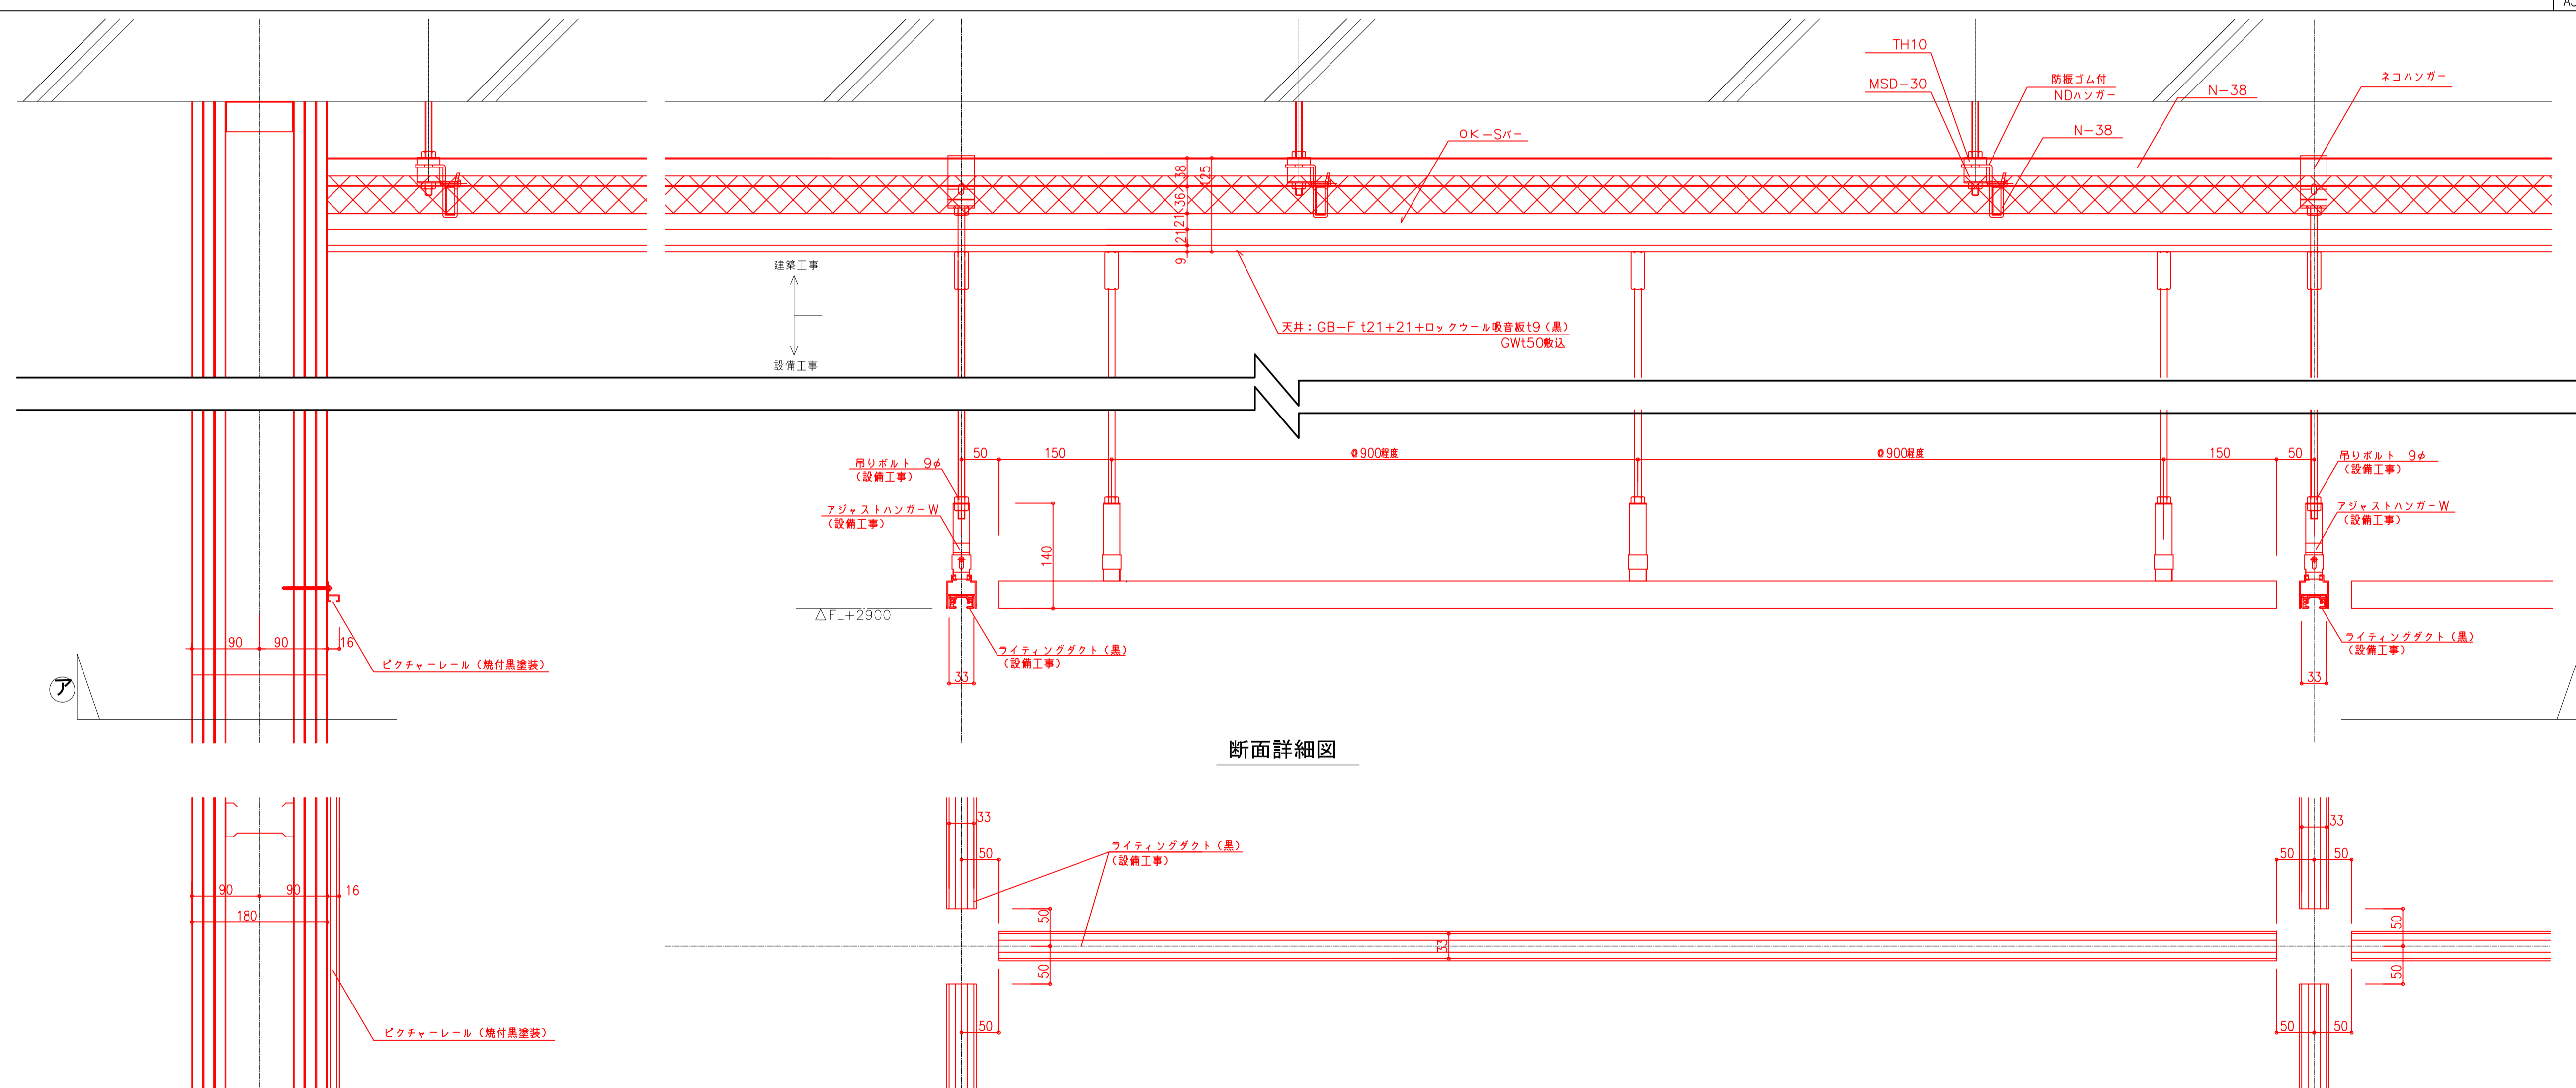 TH10
MSD-30
防振ゴム付
NDハンガー
N-38
N-38
ネコハンガー
OK-Sバー
38
125
36
21
21
9
建築工事
設備工事
天井：GB-F t21+21+ロックウール吸音板t9（黒）
GWt50敷込
50
150
@900程度
@900程度
150
50
吊りボルト 9φ
（設備工事）
アジャストハンガーW
（設備工事）
140
吊りボルト 9φ
（設備工事）
アジャストハンガーW
（設備工事）
△FL+2900
ライティングダクト（黒）
（設備工事）
33
ライティングダクト（黒）
（設備工事）
33
90
90
16
ピクチャーレール（焼付黒塗装）
ア
断面詳細図
33
50
ライティングダクト（黒）
（設備工事）
33
50
50
90
90
16
180
50
50
33
50
50
50
50
50
ピクチャーレール（焼付黒塗装）